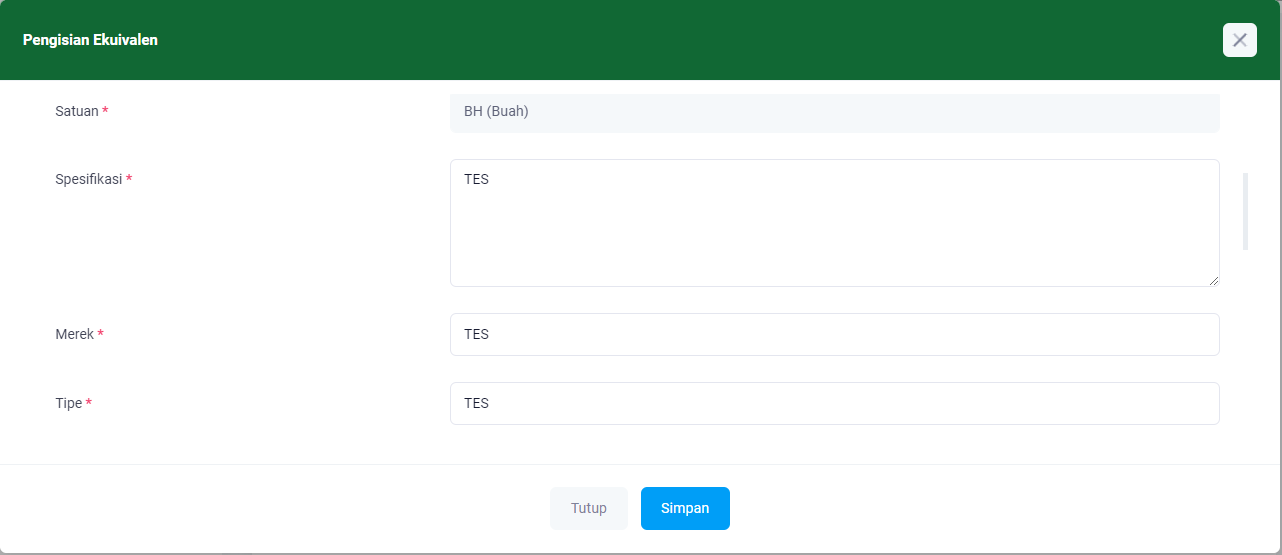 Pengisian Ekuivalen
Satuan * BH (Buah)
Spesifikasi * TES
Merek * TES
Tipe * TES
Tutup Simpan